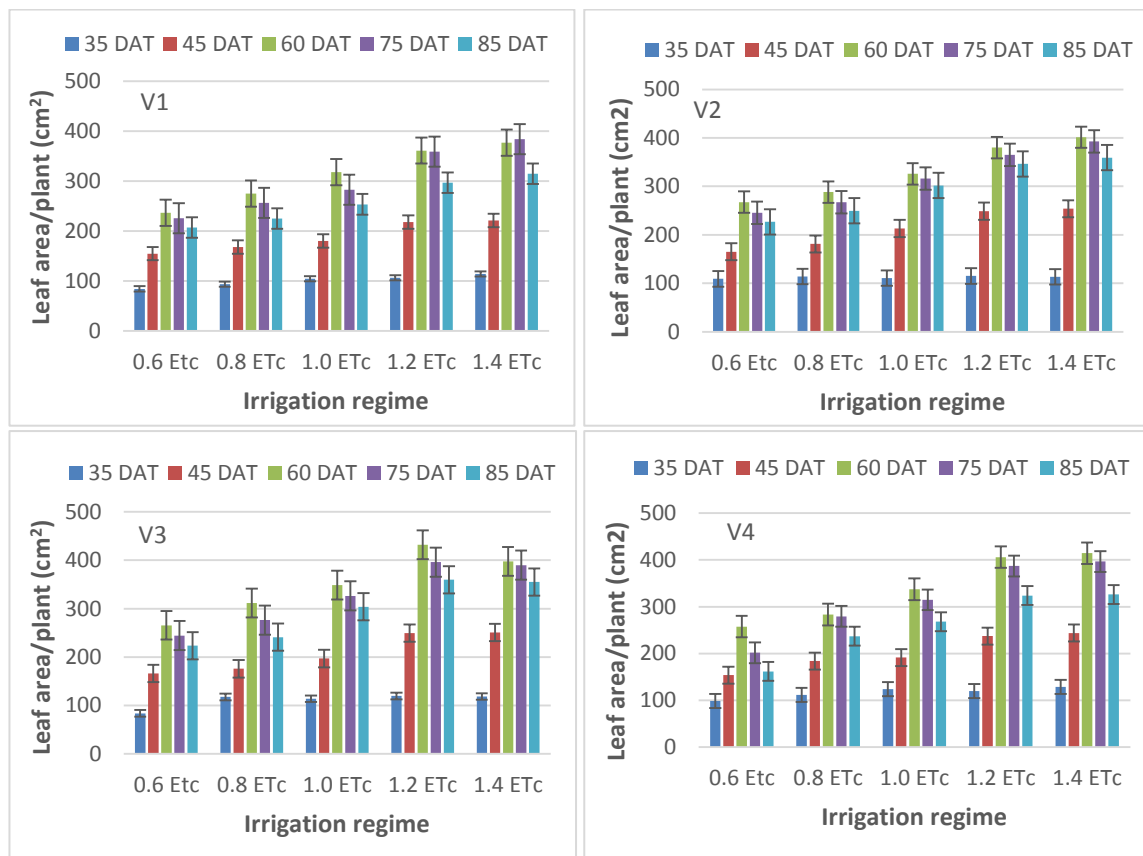 35 DAT 45 DAT 60 DAT 75 DAT 85 DAT
V1
Leaf area/plant (cm²)
500
400
300
200
100
0
0.6 Etc 0.8 ETc 1.0 ETc 1.2 ETc 1.4 ETc
Irrigation regime
35 DAT 45 DAT 60 DAT 75 DAT 85 DAT
V2
Leaf area/plant (cm2)
500
400
300
200
100
0
0.6 Etc 0.8 ETc 1.0 ETc 1.2 ETc 1.4 ETc
Irrigation regime
35 DAT 45 DAT 60 DAT 75 DAT 85 DAT
V3
Leaf area/plant (cm²)
500
400
300
200
100
0
0.6 Etc 0.8 ETc 1.0 ETc 1.2 ETc 1.4 ETc
Irrigation regime
35 DAT 45 DAT 60 DAT 75 DAT 85 DAT
V4
Leaf area/plant (cm2)
500
400
300
200
100
0
0.6 Etc 0.8 ETc 1.0 ETc 1.2 ETc 1.4 ETc
Irrigation regime